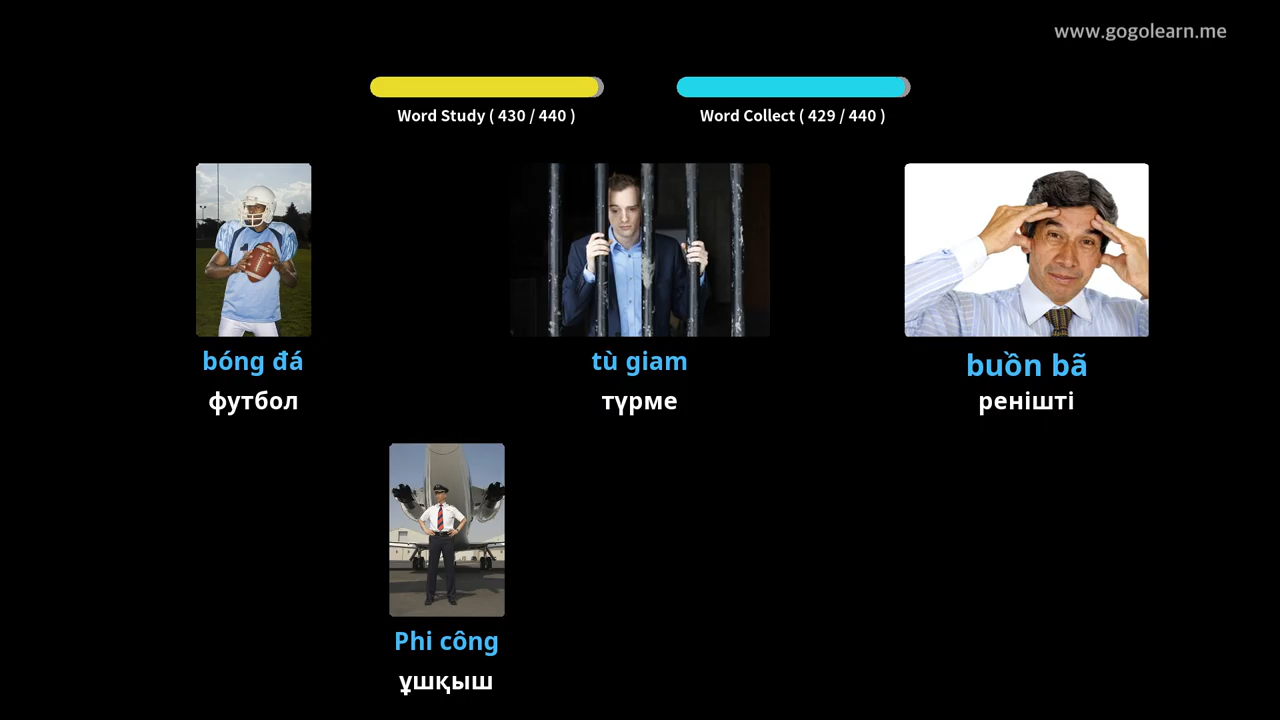 www.gogolearn.me
Word Study ( 430 / 440 )
Word Collect ( 429 / 440 )
bóng đá
футбол
tù giam
түрме
buồn bã
ренішті
Phi công
ұшқыш